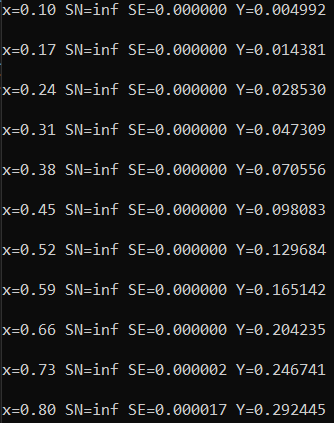 x=0.10 SN=inf SE=0.000000 Y=0.004992
x=0.17 SN=inf SE=0.000000 Y=0.014381
x=0.24 SN=inf SE=0.000000 Y=0.028530
x=0.31 SN=inf SE=0.000000 Y=0.047309
x=0.38 SN=inf SE=0.000000 Y=0.070556
x=0.45 SN=inf SE=0.000000 Y=0.098083
x=0.52 SN=inf SE=0.000000 Y=0.129684
x=0.59 SN=inf SE=0.000000 Y=0.165142
x=0.66 SN=inf SE=0.000000 Y=0.204235
x=0.73 SN=inf SE=0.000002 Y=0.246741
x=0.80 SN=inf SE=0.000017 Y=0.292445